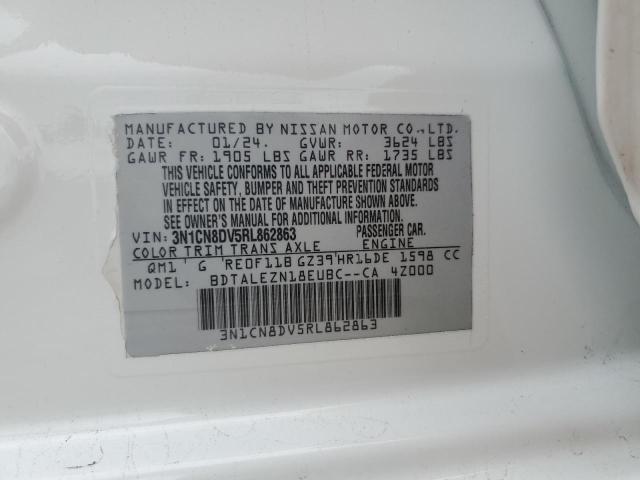 MANUFACTURED BY NISSAN MOTOR CO.,LTD.
DATE: 01/24. GVWR: 3624 LBS
GAWR FR: 1905 LBS GAWR RR: 1735 LBS
THIS VEHICLE CONFORMS TO ALL APPLICABLE FEDERAL MOTOR
VEHICLE SAFETY, BUMPER AND THEFT PREVENTION STANDARDS
IN EFFECT ON THE DATE OF MANUFACTURE SHOWN ABOVE.
SEE OWNER'S MANUAL FOR ADDITIONAL INFORMATION.
VIN: 3N1CN8DV5RL862863 PASSENGER CAR.
COLOR TRIM TRANS AXLE ENGINE
QM1 G RE0F11B GZ39 HR16DE 1598 CC
MODEL: BDTALEZN18EUBC--CA 4Z000
3N1CN8DV5RL862863